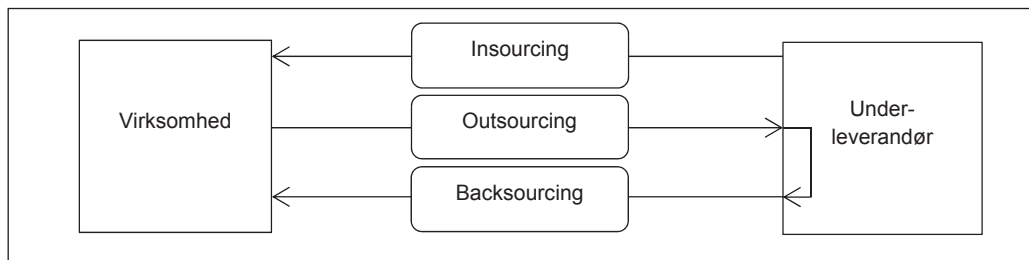 Insourcing
Virksomhed
Outsourcing
Under-
leverandør
Backsourcing